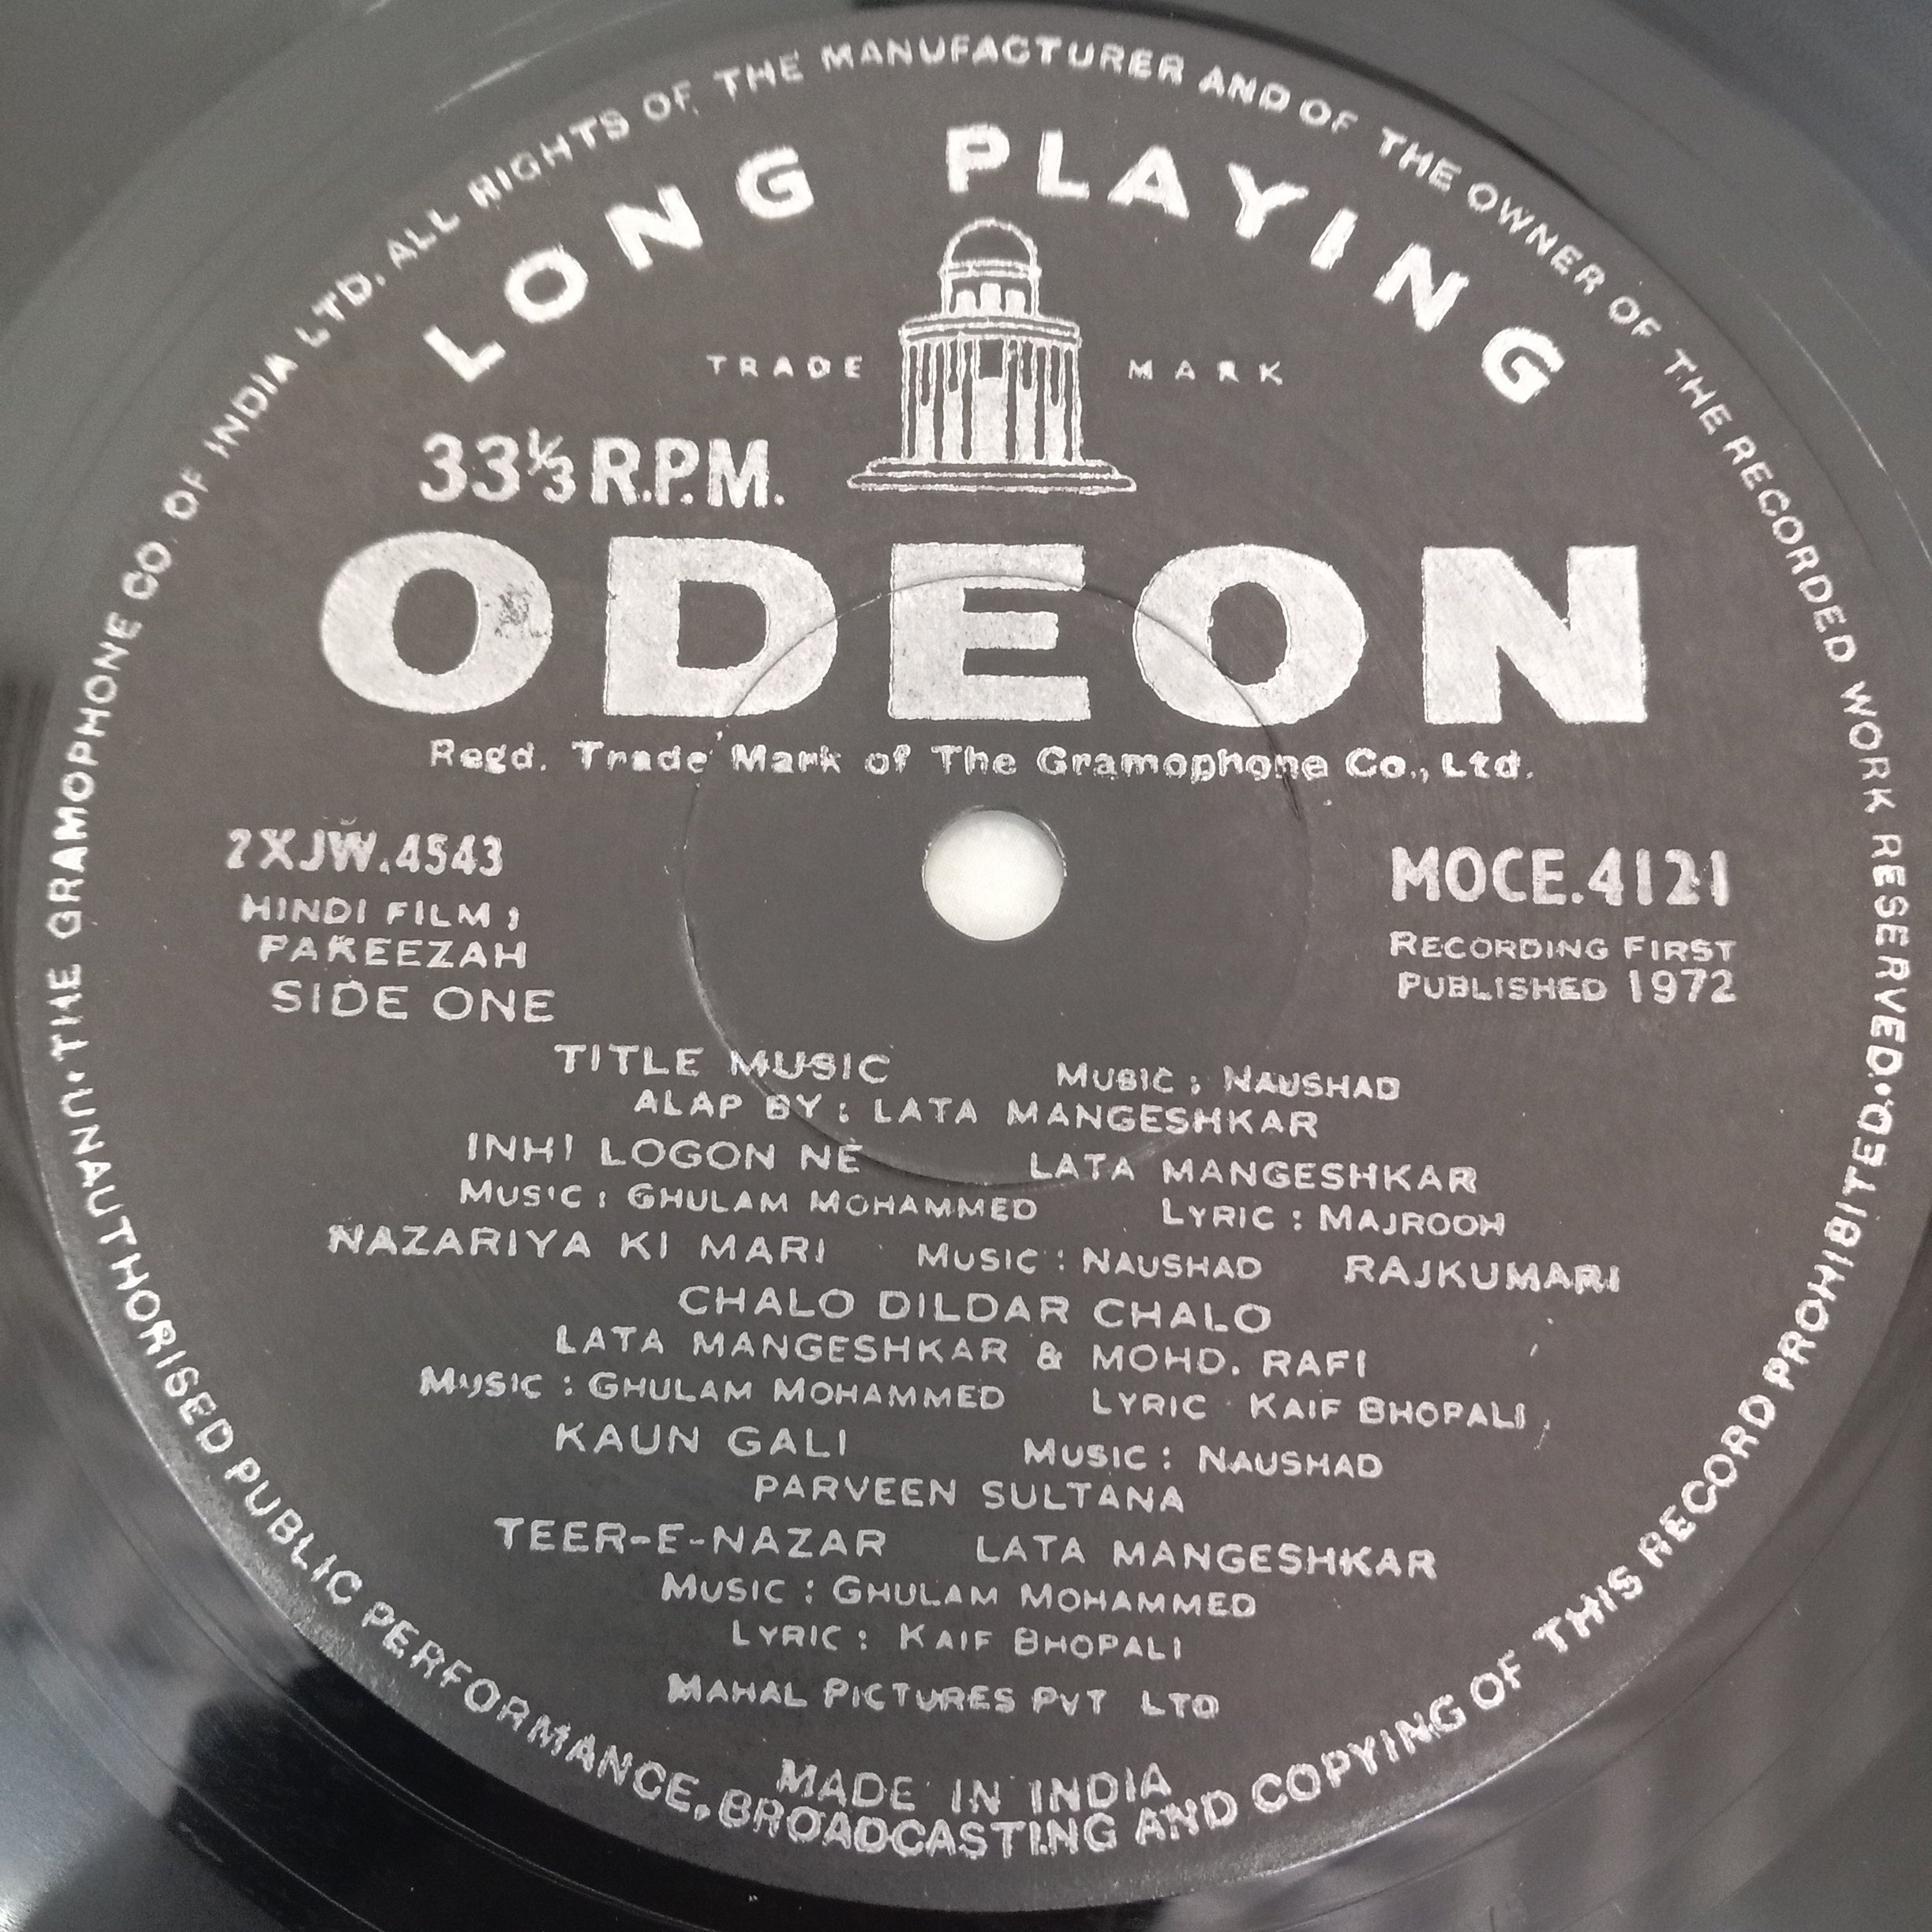 THE GRAMOPHONE CO. OF INDIA LTD. ALL RIGHTS OF THE MANUFACTURER AND OF THE OWNER OF THE RECORDED WORK RESERVED.
UNNAUTHORISED PUBLIC PERFORMANCE, BROADCASTING AND COPYING OF THIS RECORD PROHIBITED.
LONG PLAYING
TRADE MARK
33⅓ R.P.M.
ODEON
Regd. Trade Mark of The Gramophone Co., Ltd.
2XJW.4543
HINDI FILM ;
PAKEEZAH
SIDE ONE
MOCE.4121
RECORDING FIRST
PUBLISHED 1972
TITLE MUSIC MUSIC : NAUSHAD
ALAP BY : LATA MANGESHKAR
INHI LOGON NE LATA MANGESHKAR
MUSIC : GHULAM MOHAMMED LYRIC : MAJROOH
NAZARIYA KI MARI MUSIC : NAUSHAD RAJKUMARI
CHALO DILDAR CHALO
LATA MANGESHKAR & MOHD. RAFI
MUSIC : GHULAM MOHAMMED LYRIC : KAIF BHOPALI
KAUN GALI MUSIC : NAUSHAD
PARVEEN SULTANA
TEER-E-NAZAR LATA MANGESHKAR
MUSIC : GHULAM MOHAMMED
LYRIC : KAIF BHOPALI
MAHAL PICTURES PVT LTD
MADE IN INDIA